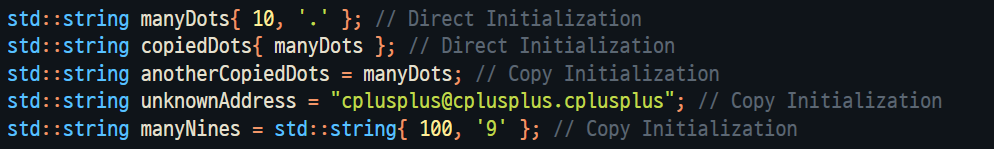 std::string manyDots{ 10, '.' }; // Direct Initialization
std::string copiedDots{ manyDots }; // Direct Initialization
std::string anotherCopiedDots = manyDots; // Copy Initialization
std::string unknownAddress = "cplusplus@cplusplus.cplusplus"; // Copy Initialization
std::string manyNines = std::string{ 100, '9' }; // Copy Initialization